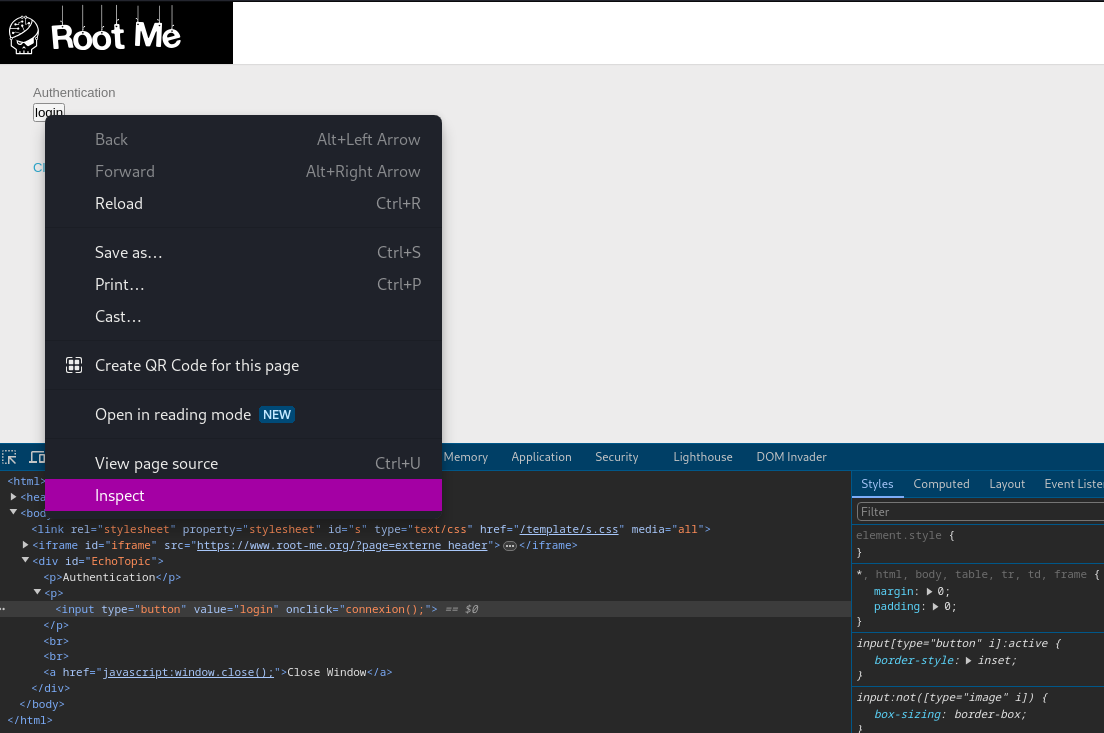 Root Me
Authentication
login
Back Alt+Left Arrow
Forward Alt+Right Arrow
Reload Ctrl+R
Save as… Ctrl+S
Print… Ctrl+P
Cast…
Create QR Code for this page
Open in reading mode NEW
View page source Ctrl+U
Inspect
Memory Application Security Lighthouse DOM Invader
<html>
<link rel="stylesheet" property="stylesheet" id="s" type="text/css" href="/template/s.css" media="all">
<iframe id="iframe" src="https://www.root-me.org/?page=externe_header"></iframe>
<div id="EchoTopic">
<p>Authentication</p>
<p>
<input type="button" value="login" onclick="connexion();"> == $0
</p>
<br>
<br>
<a href="javascript:window.close();">Close Window</a>
</div>
</body>
</html>
Styles Computed Layout
Event Liste
Filter
element.style {
}
*, html, body, table, tr, td, frame {
margin: 0;
padding: 0;
}
input[type="button" i]:active {
border-style: inset;
}
input:not([type="image" i]) {
box-sizing: border-box;
}